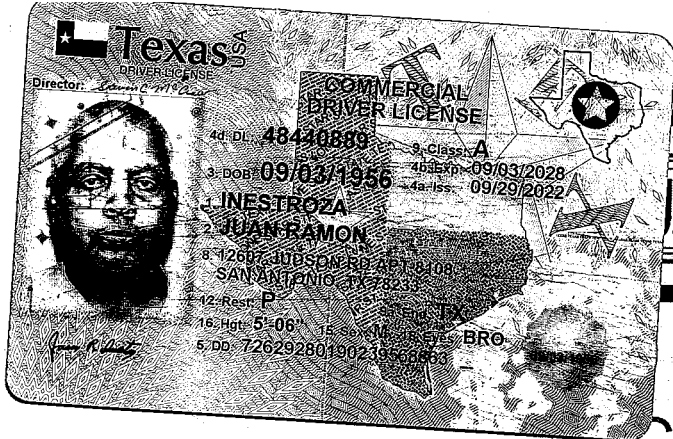 Texas USA
DRIVER LICENSE
Director:
COMMERCIAL
DRIVER LICENSE
4d. DL: 48440889
9. Class: A
3. DOB: 09/03/1956
4b. Exp: 09/03/2028
4a. Iss: 09/29/2022
1. INESTROZA
2. JUAN RAMON
8. 12607 JUDSON RD APT 8108
SAN ANTONIO, TX 78233
12. Rest: P
End: TX
16. Hgt: 5'-06" 15. Sex: M 18. Eyes: BRO
5. DD: